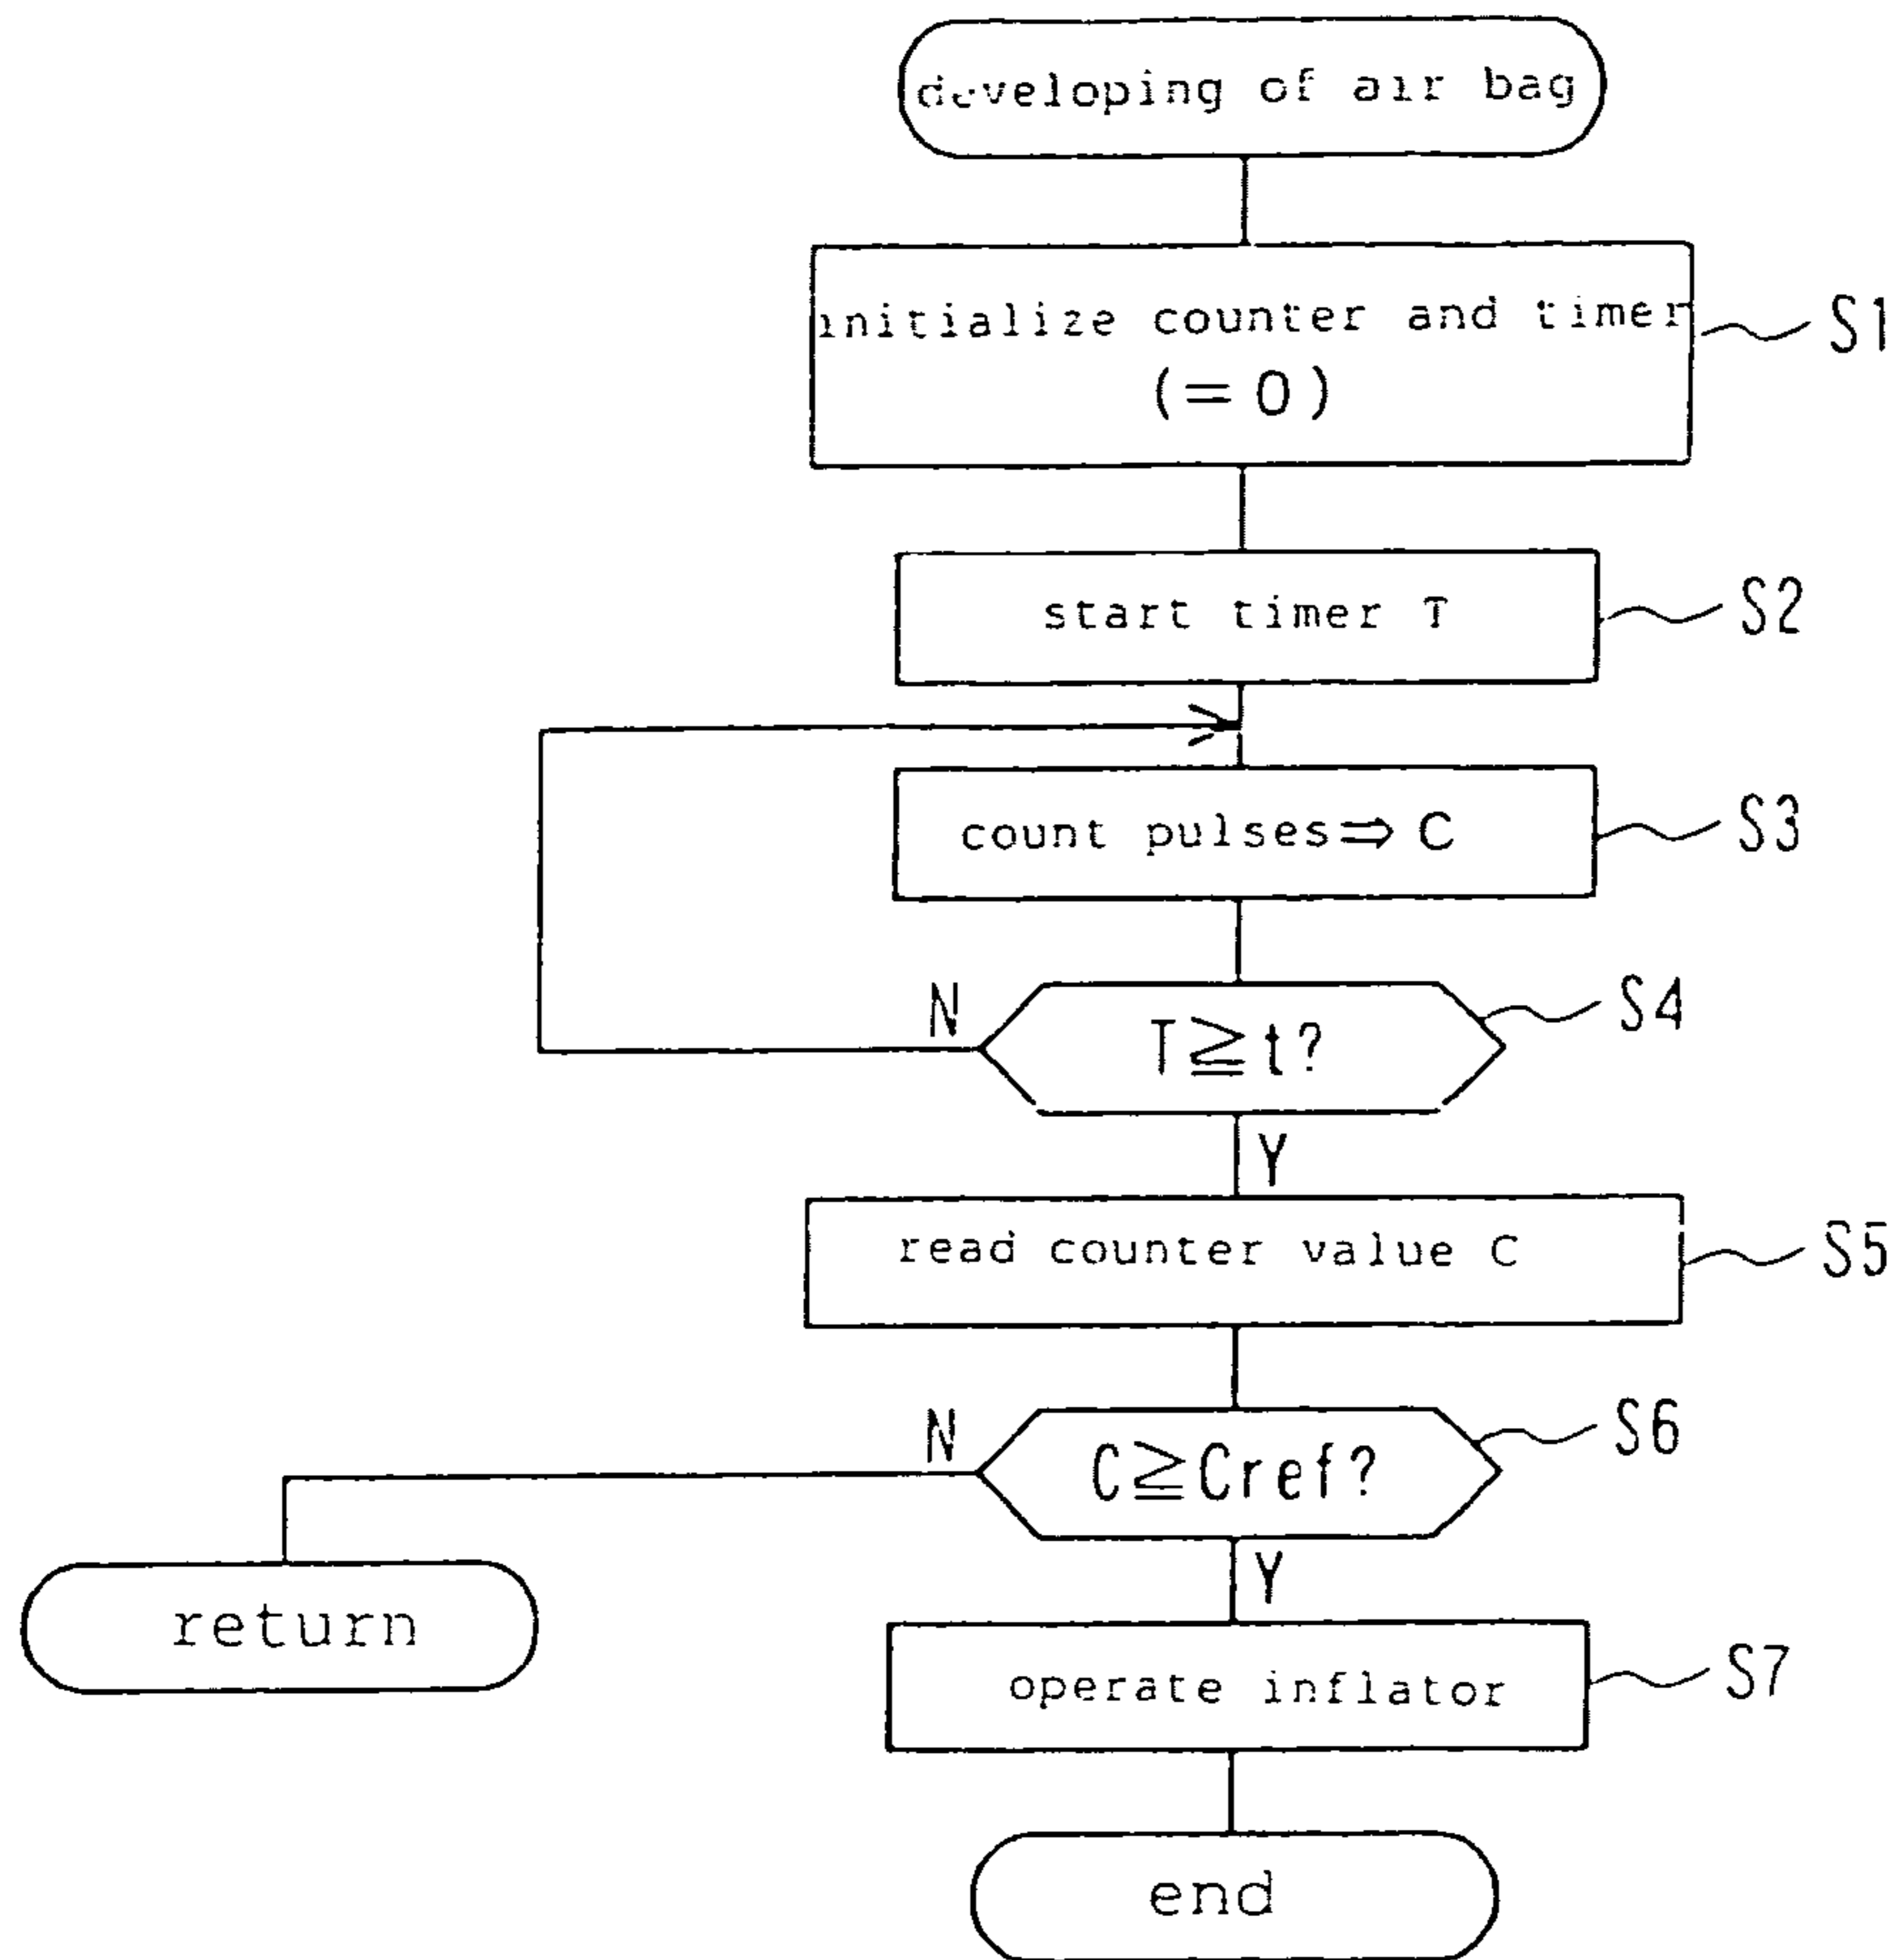 developing of air bag
initialize counter and timer
(= 0)
S1
start timer T
S2
count pulses⇒ C
S3
N
T≧t?
S4
Y
read counter value C
S5
N
C≧Cref?
S6
Y
return
operate inflator
S7
end